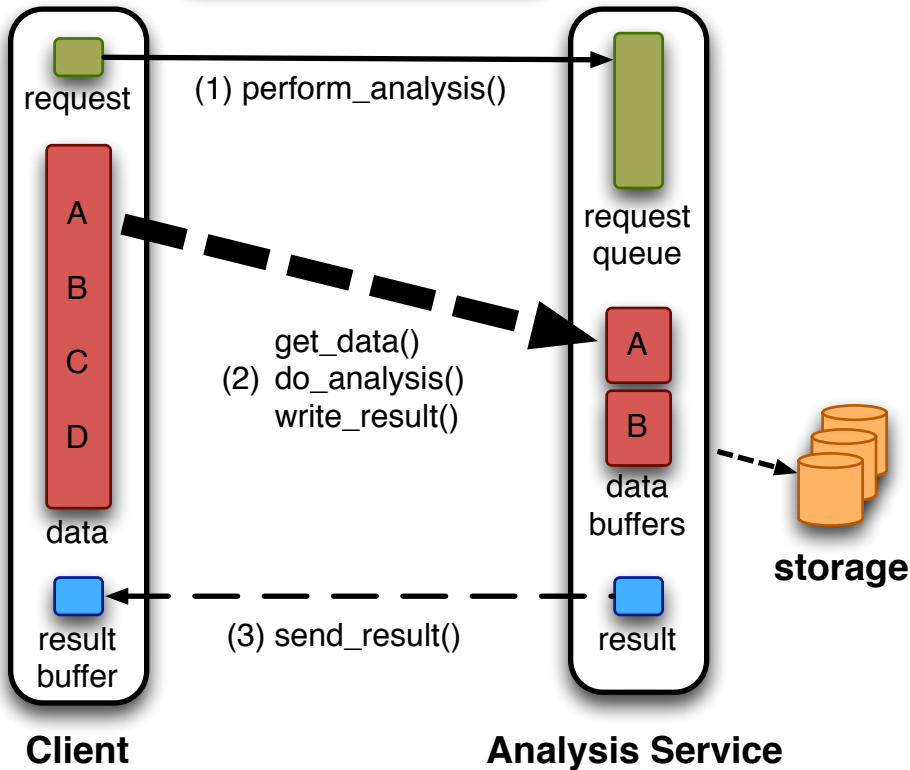 request
(1) perform_analysis()
A
B
C
D
data
request
queue
get_data()
(2) do_analysis()
write_result()
A
B
data
buffers
storage
result
buffer
(3) send_result()
result
Client
Analysis Service